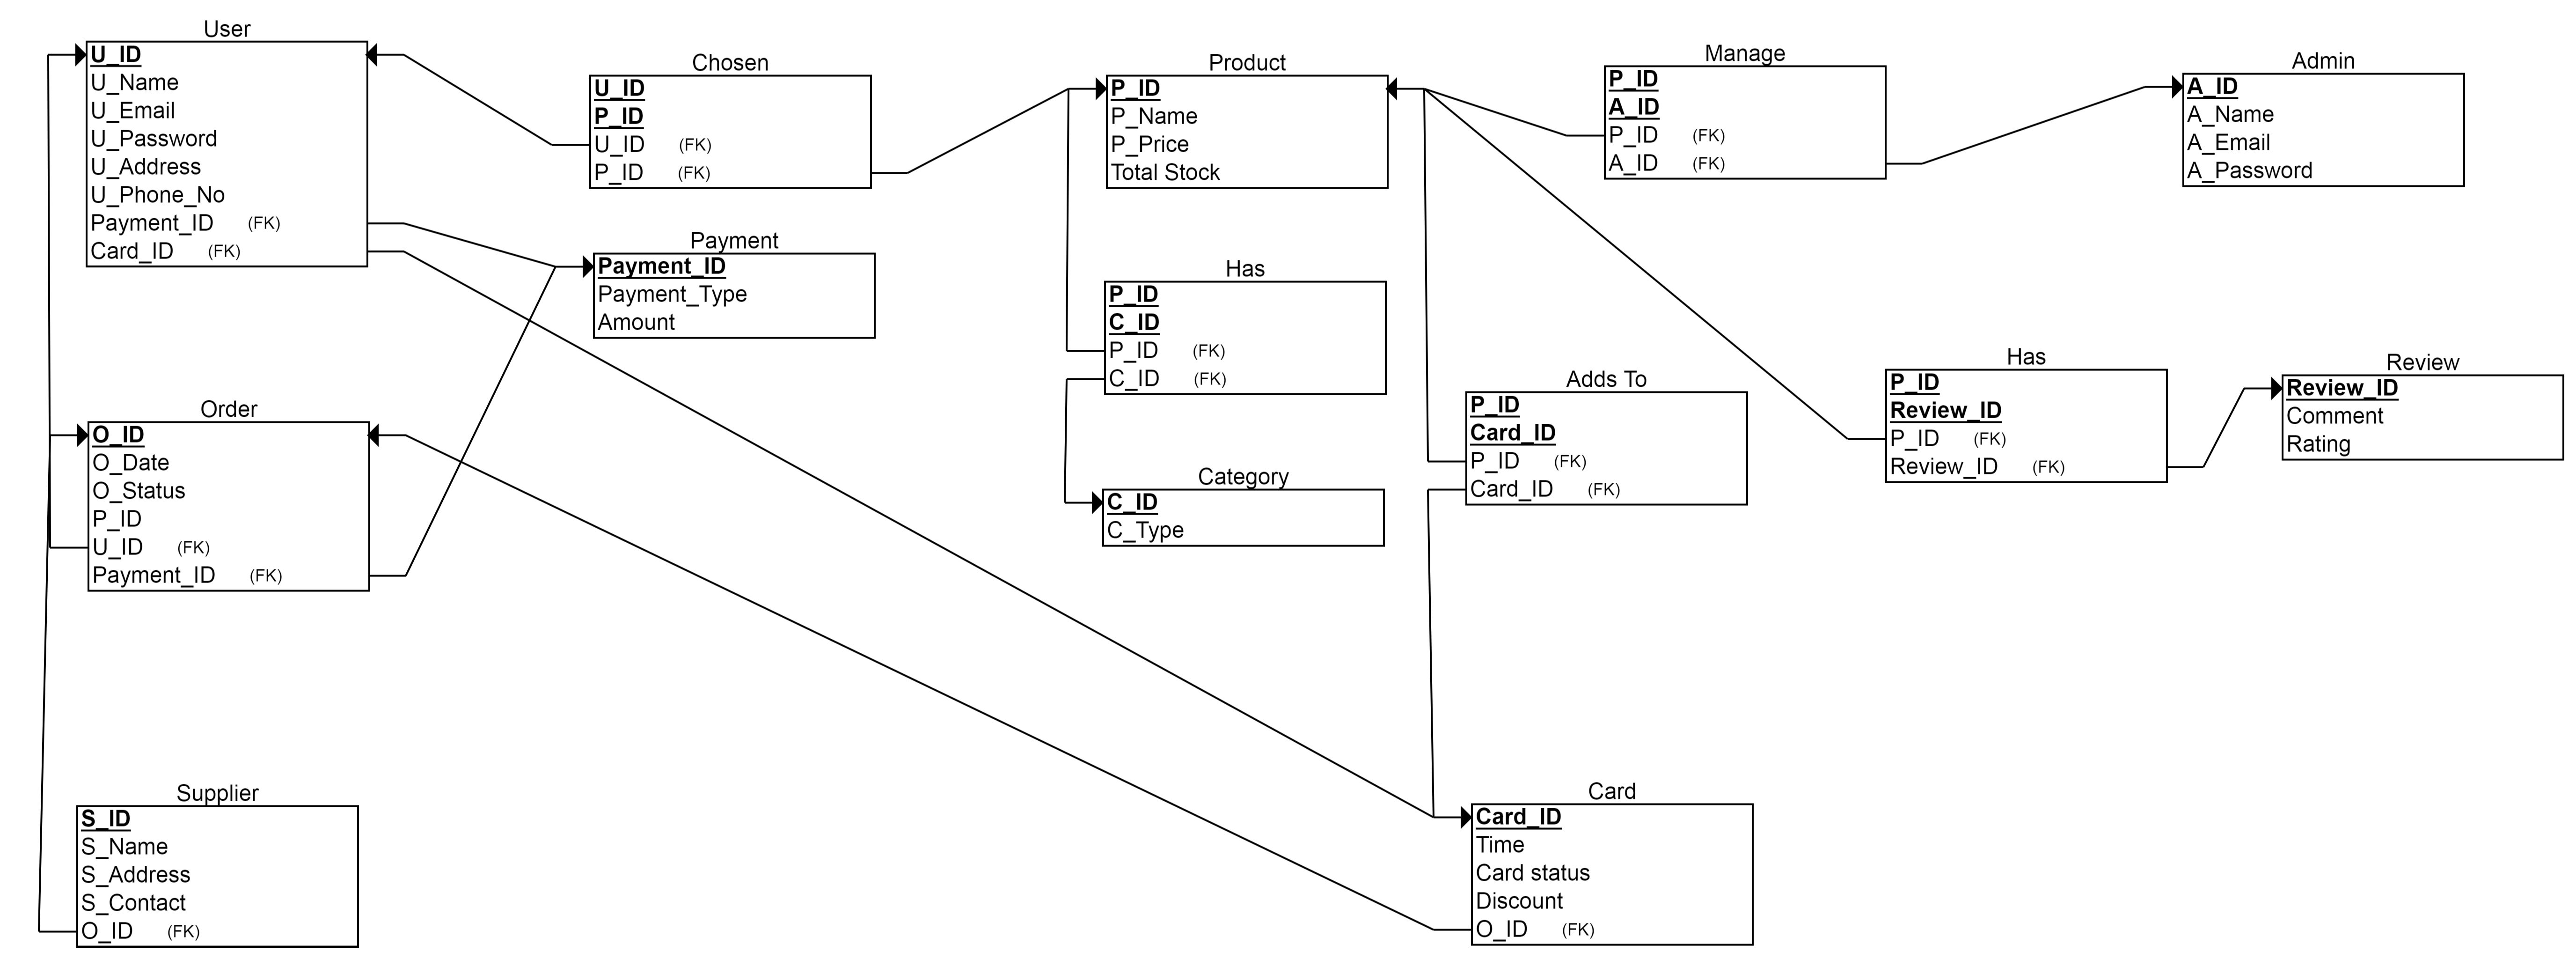 User
U_ID
U_Name
U_Email
U_Password
U_Address
U_Phone_No
Payment_ID (FK)
Card_ID (FK)
Chosen
U_ID
P_ID
U_ID (FK)
P_ID (FK)
Product
P_ID
P_Name
P_Price
Total Stock
Manage
P_ID
A_ID
P_ID (FK)
A_ID (FK)
Admin
A_ID
A_Name
A_Email
A_Password
Payment
Payment_ID
Payment_Type
Amount
Has
P_ID
C_ID
P_ID (FK)
C_ID (FK)
Adds To
P_ID
Card_ID
P_ID (FK)
Card_ID (FK)
Has
P_ID
Review_ID
P_ID (FK)
Review_ID (FK)
Review
Review_ID
Comment
Rating
Order
O_ID
O_Date
O_Status
P_ID
U_ID (FK)
Payment_ID (FK)
Category
C_ID
C_Type
Supplier
S_ID
S_Name
S_Address
S_Contact
O_ID (FK)
Card
Card_ID
Time
Card status
Discount
O_ID (FK)